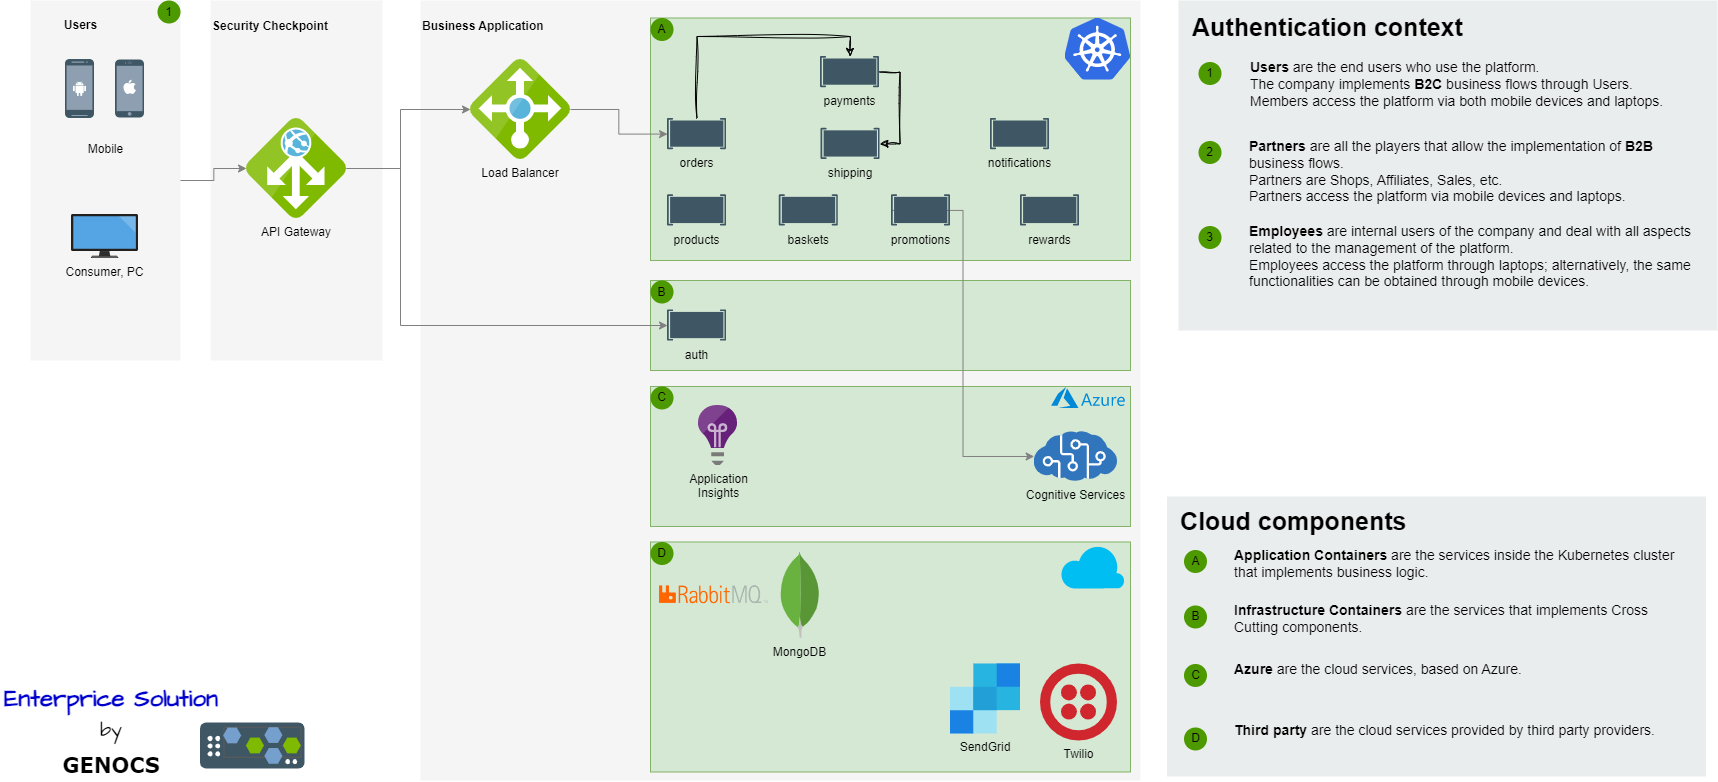 Users
1
Security Checkpoint
Business Application
Mobile
Consumer, PC
API Gateway
Load Balancer
A
payments
orders
shipping
notifications
products
baskets
promotions
rewards
B
auth
C
Azure
Application
Insights
Cognitive Services
D
RabbitMQ
MongoDB
SendGrid
Twilio
Enterprice Solution
by
GENOCS
Authentication context
1
Users are the end users who use the platform.
The company implements B2C business flows through Users.
Members access the platform via both mobile devices and laptops.
2
Partners are all the players that allow the implementation of B2B
business flows.
Partners are Shops, Affiliates, Sales, etc.
Partners access the platform via mobile devices and laptops.
3
Employees are internal users of the company and deal with all aspects
related to the management of the platform.
Employees access the platform through laptops; alternatively, the same
functionalities can be obtained through mobile devices.
Cloud components
A
Application Containers are the services inside the Kubernetes cluster
that implements business logic.
B
Infrastructure Containers are the services that implements Cross
Cutting components.
C
Azure are the cloud services, based on Azure.
D
Third party are the cloud services provided by third party providers.